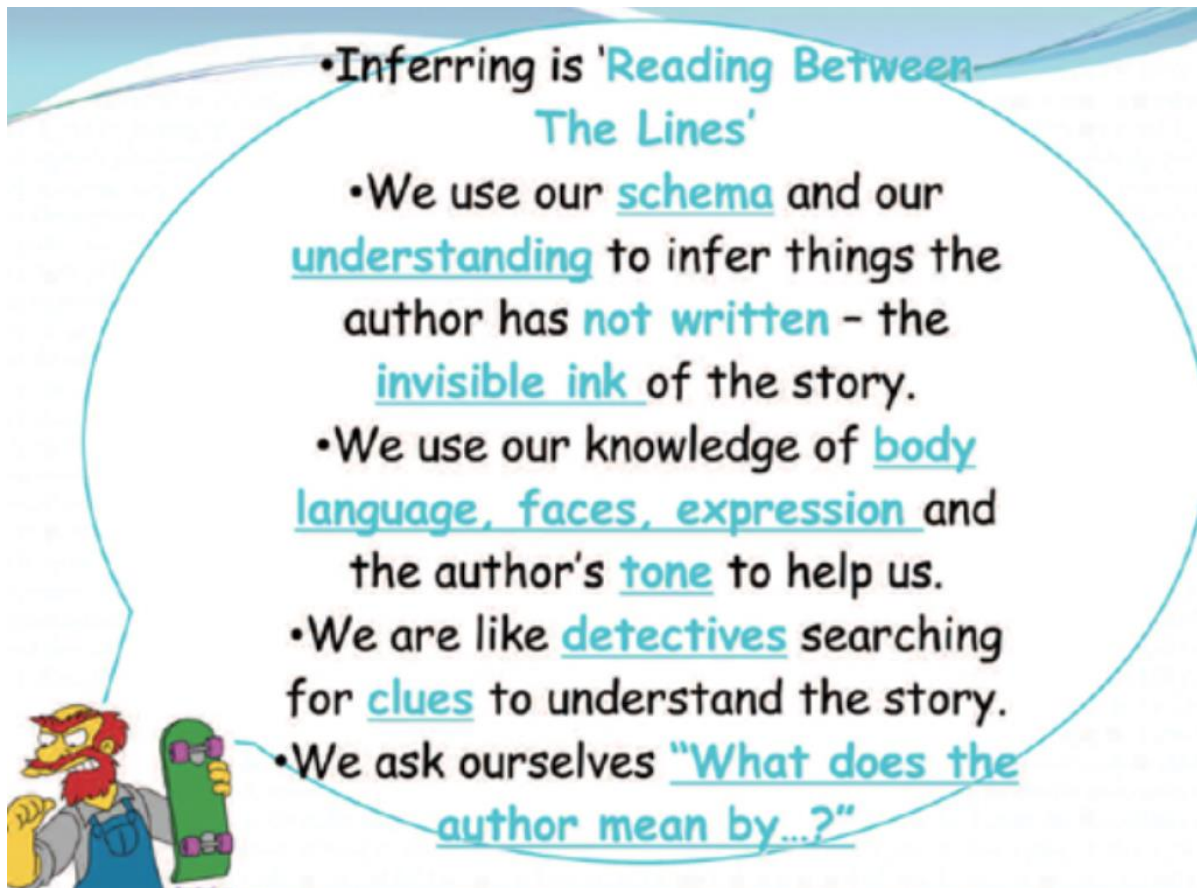 •Inferring is ‘Reading Between
The Lines’
•We use our schema and our
understanding to infer things the
author has not written – the
invisible ink of the story.
•We use our knowledge of body
language, faces, expression and
the author’s tone to help us.
•We are like detectives searching
for clues to understand the story.
•We ask ourselves “What does the
author mean by…?”